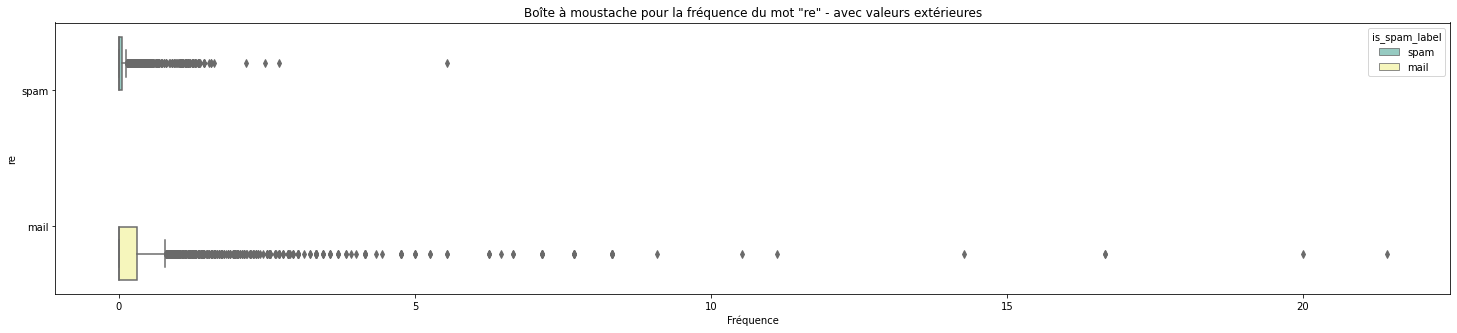 Boîte à moustache pour la fréquence du mot "re" - avec valeurs extérieures
is_spam_label
spam
mail
spam
re
mail
0 5 10 15 20
Fréquence